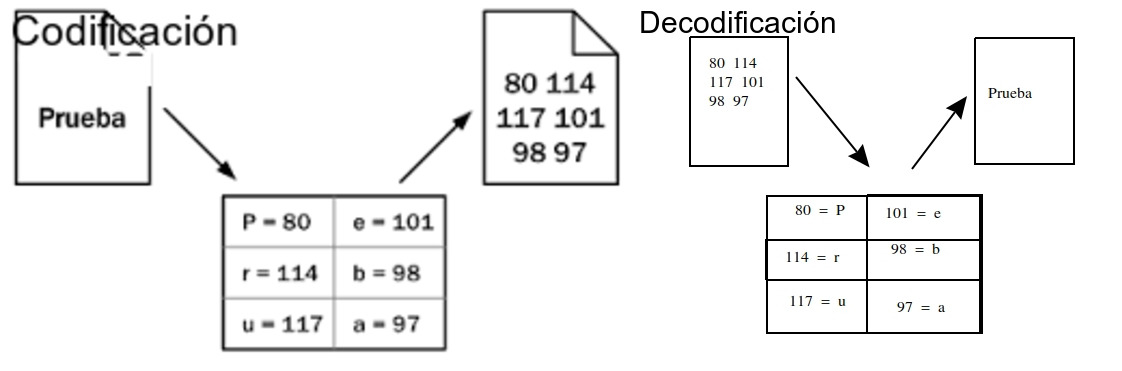 Codificación
Prueba
80 114
117 101
98 97
P = 80 e = 101
r = 114 b = 98
u = 117 a = 97
Decodificación
80 114
117 101
98 97
Prueba
80 = P 101 = e
114 = r 98 = b
117 = u 97 = a